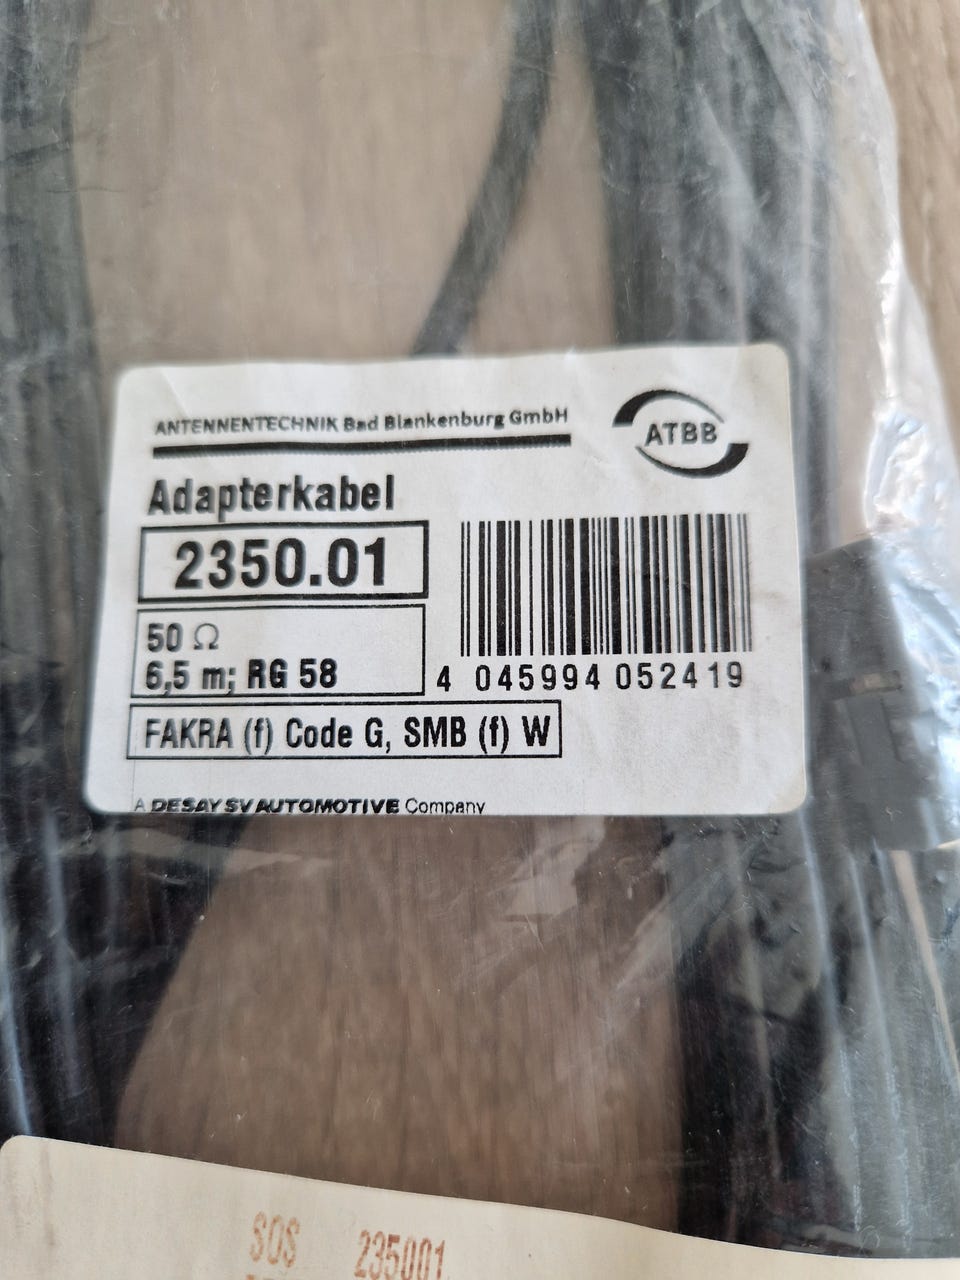 ANTENNENTECHNIK Bad Blankenburg GmbH
ATBB
Adapterkabel
2350.01
50 Ω
6,5 m; RG 58
4 045994 052419
FAKRA (f) Code G, SMB (f) W
A DESAY SV AUTOMOTIVE Company
SOS 235001